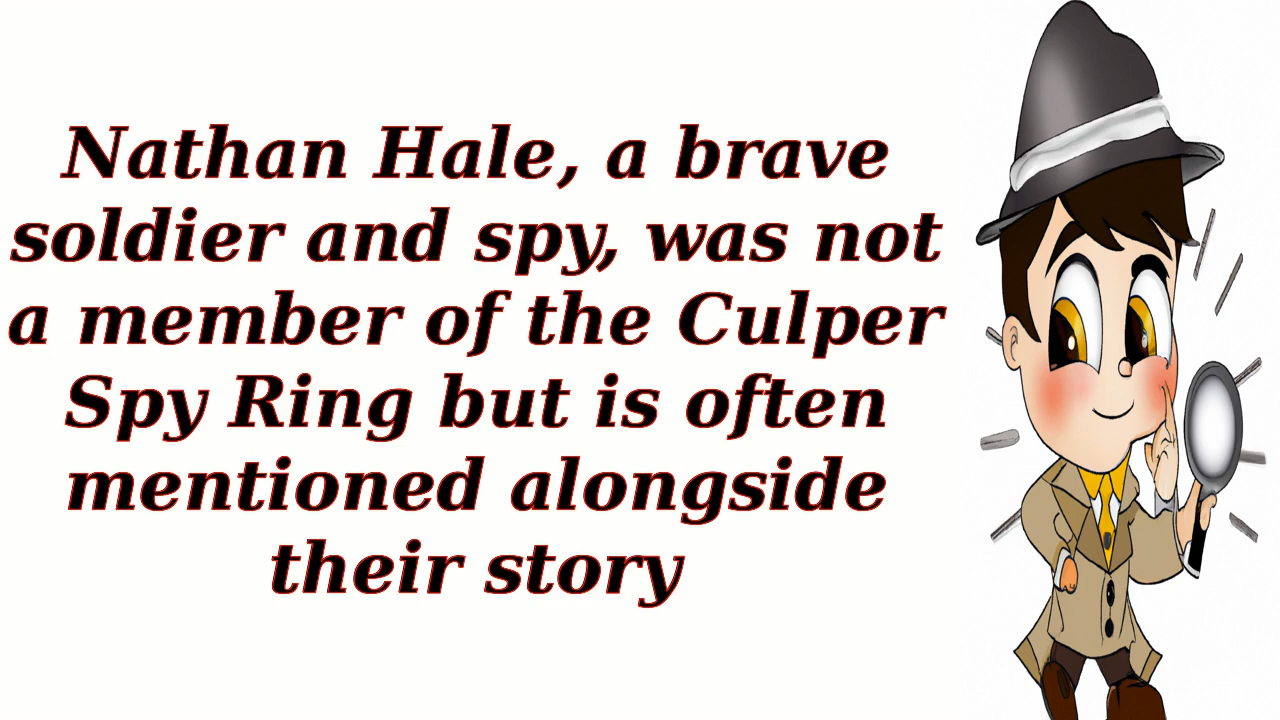 Nathan Hale, a brave
soldier and spy, was not
a member of the Culper
Spy Ring but is often
mentioned alongside
their story